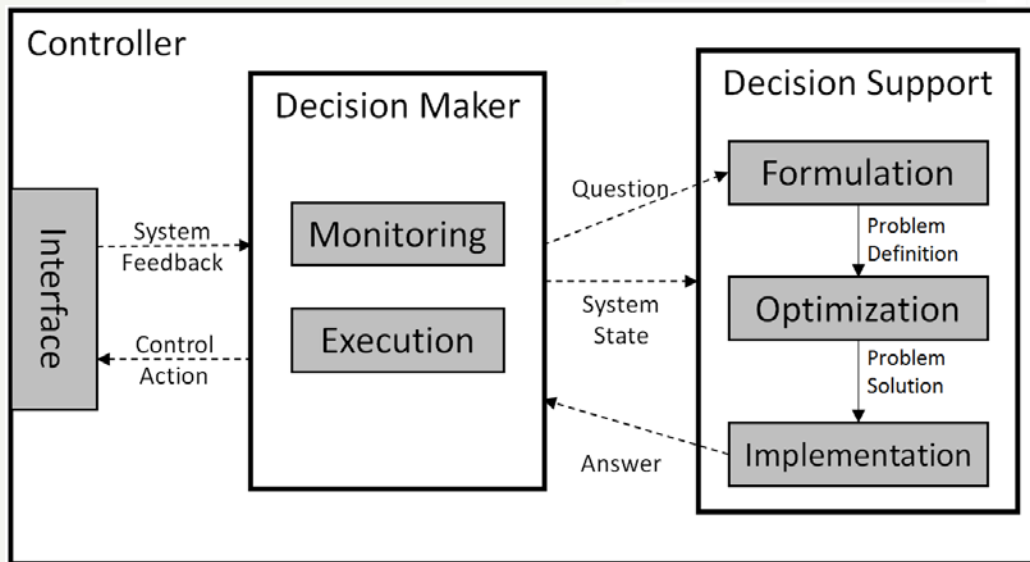 Controller
Decision Maker
Decision Support
Interface
System
Feedback
Control
Action
Monitoring
Execution
Question
System
State
Answer
Formulation
Problem
Definition
Optimization
Problem
Solution
Implementation